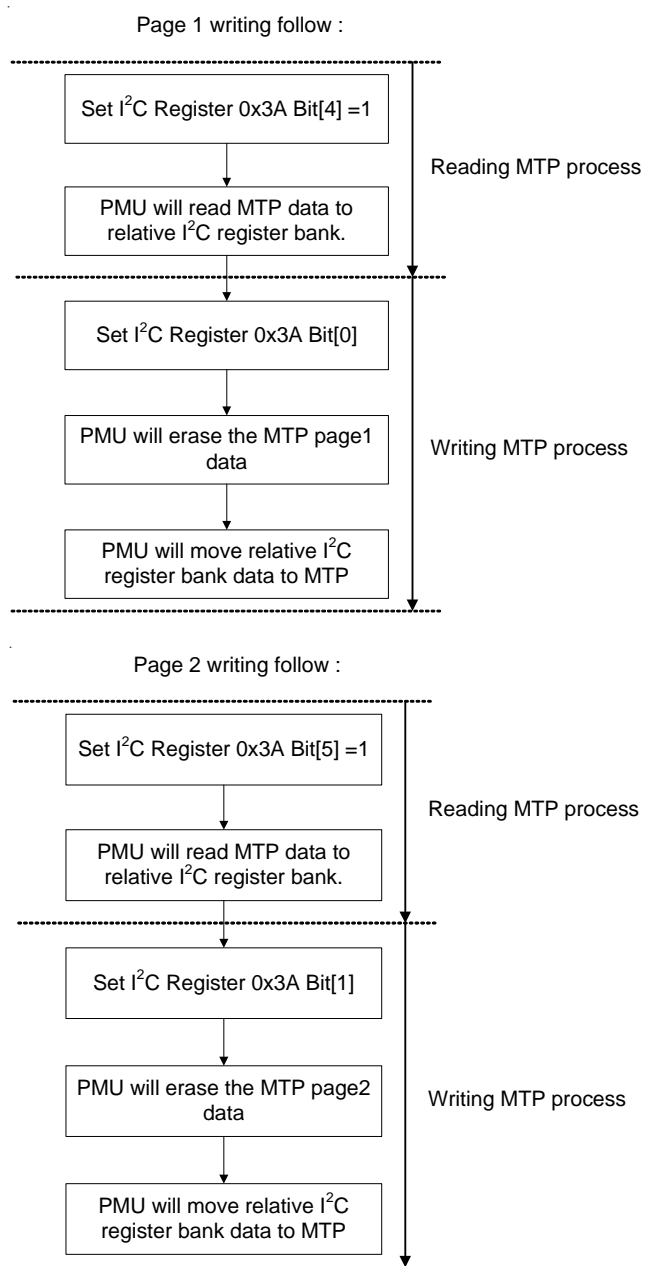 Page 1 writing follow :
Set I²C Register 0x3A Bit[4] =1
Reading MTP process
PMU will read MTP data to
relative I²C register bank.
Set I²C Register 0x3A Bit[0]
PMU will erase the MTP page1
data
Writing MTP process
PMU will move relative I²C
register bank data to MTP
Page 2 writing follow :
Set I²C Register 0x3A Bit[5] =1
Reading MTP process
PMU will read MTP data to
relative I²C register bank.
Set I²C Register 0x3A Bit[1]
PMU will erase the MTP page2
data
Writing MTP process
PMU will move relative I²C
register bank data to MTP